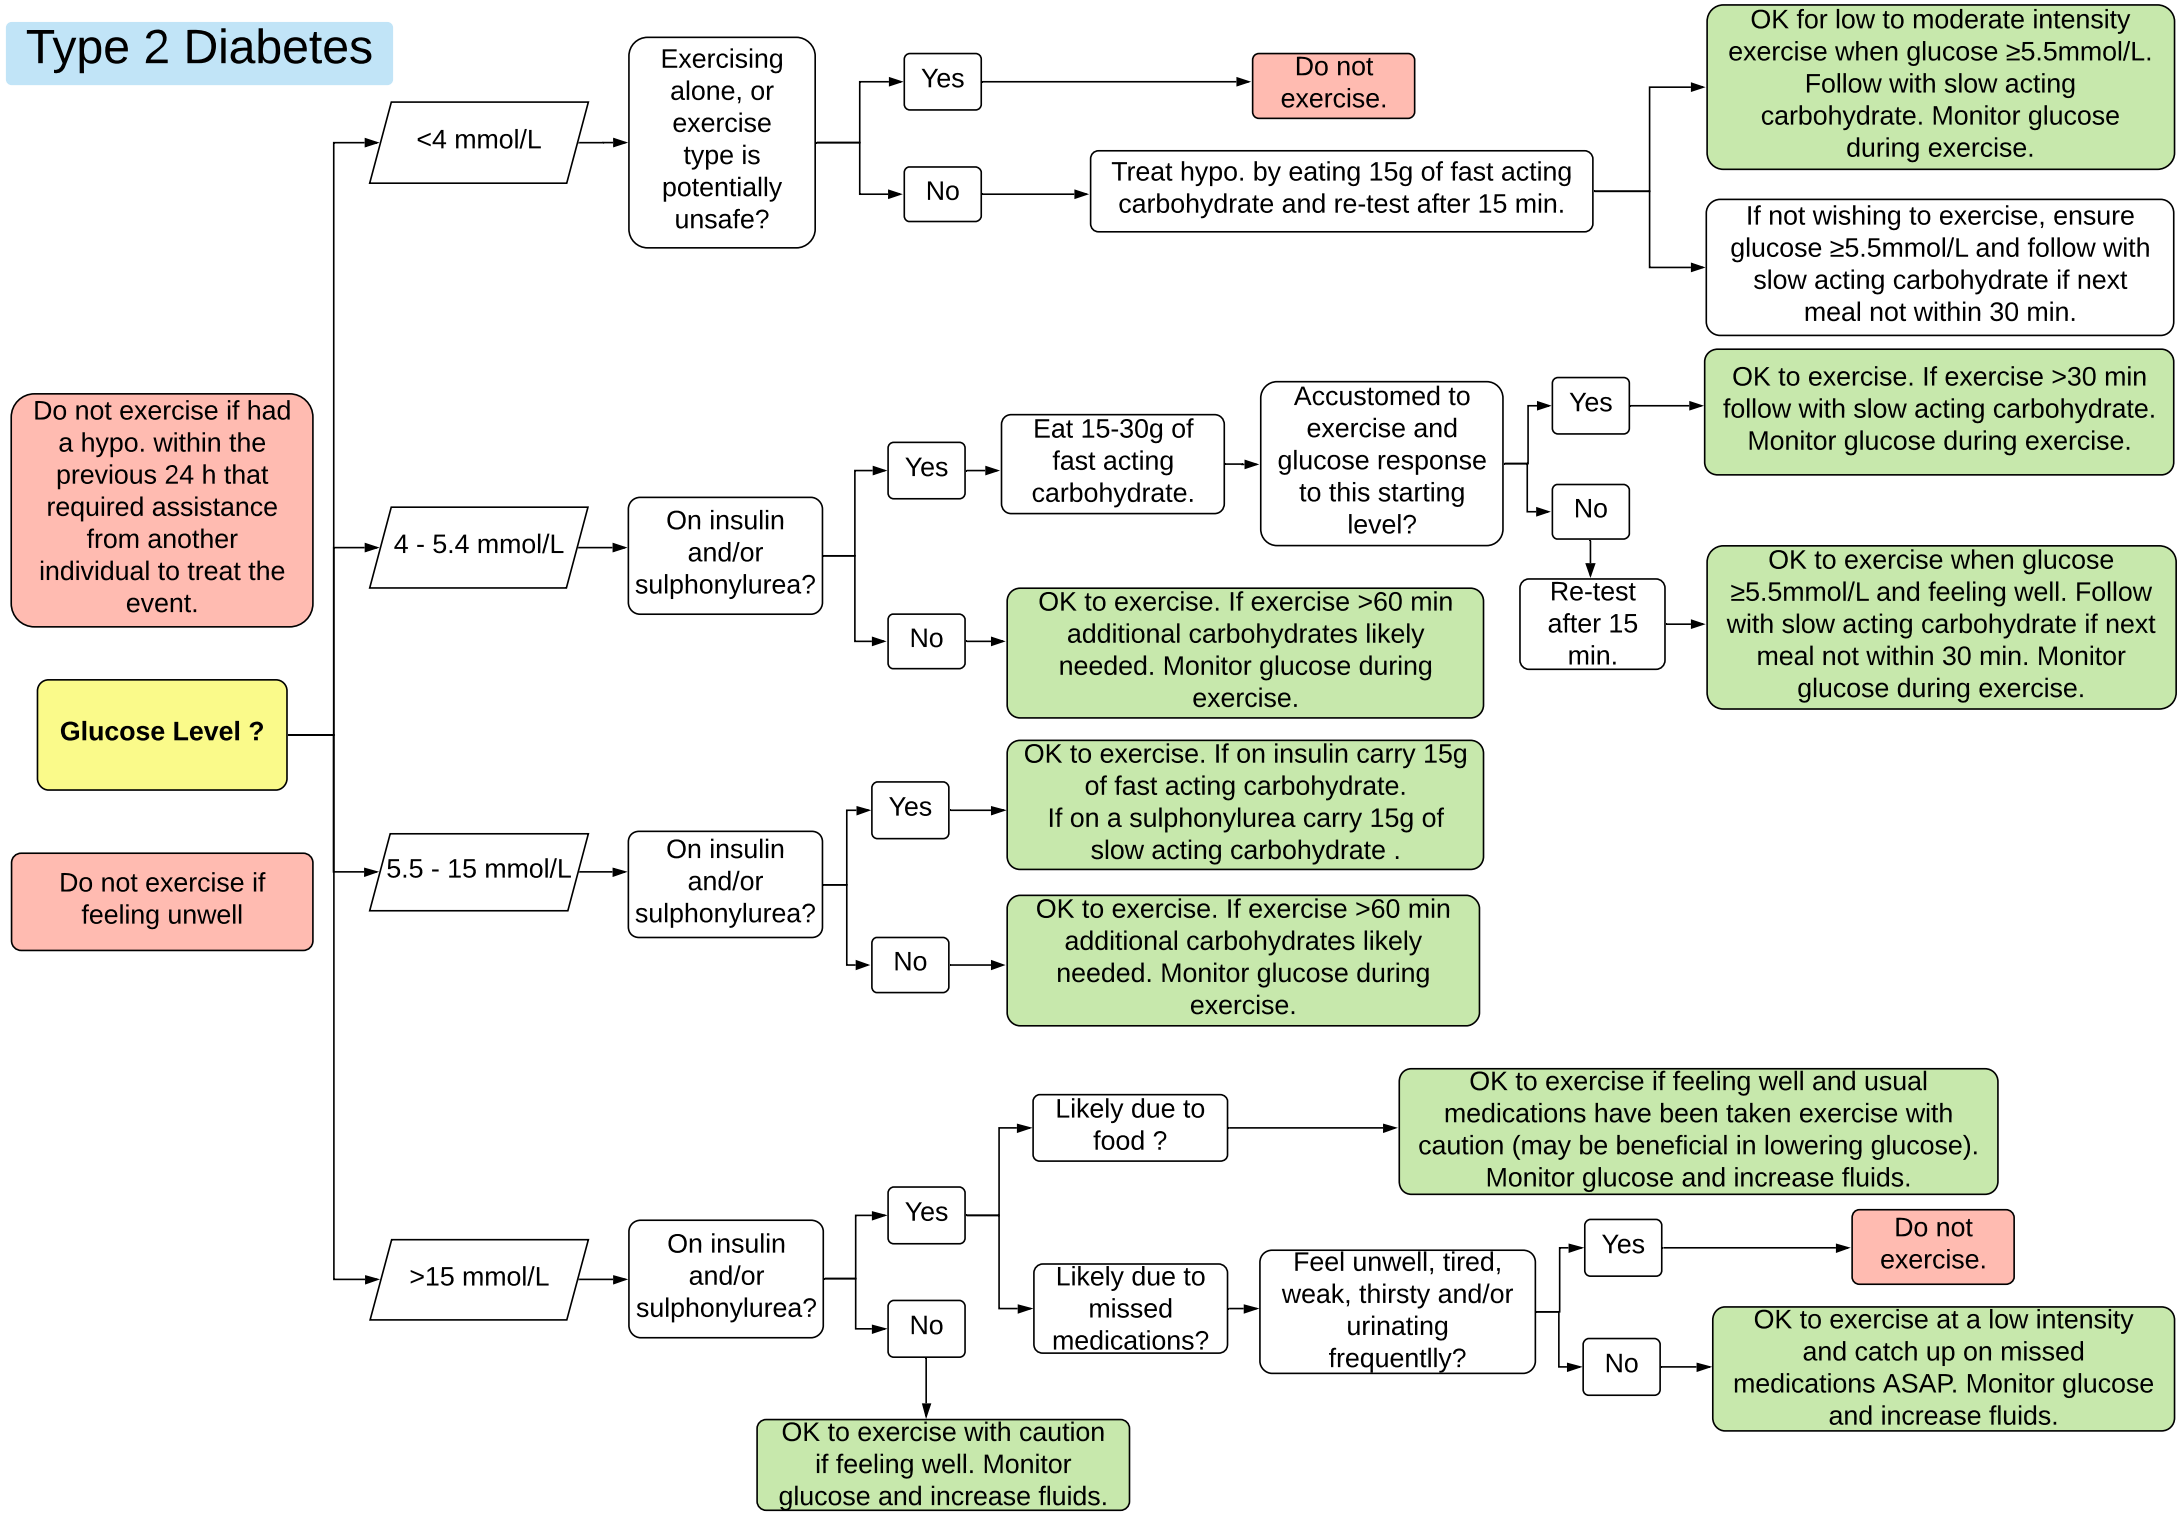 Type 2 Diabetes
Do not exercise if had
a hypo. within the
previous 24 h that
required assistance
from another
individual to treat the
event.
Glucose Level ?
Do not exercise if
feeling unwell
<4 mmol/L
Exercising
alone, or
exercise
type is
potentially
unsafe?
Yes
Do not
exercise.
No
Treat hypo. by eating 15g of fast acting
carbohydrate and re-test after 15 min.
OK for low to moderate intensity
exercise when glucose ≥5.5mmol/L.
Follow with slow acting
carbohydrate. Monitor glucose
during exercise.
If not wishing to exercise, ensure
glucose ≥5.5mmol/L and follow with
slow acting carbohydrate if next
meal not within 30 min.
4 - 5.4 mmol/L
On insulin
and/or
sulphonylurea?
Yes
Eat 15-30g of
fast acting
carbohydrate.
Accustomed to
exercise and
glucose response
to this starting
level?
Yes
OK to exercise. If exercise >30 min
follow with slow acting carbohydrate.
Monitor glucose during exercise.
No
Re-test
after 15
min.
OK to exercise when glucose
≥5.5mmol/L and feeling well. Follow
with slow acting carbohydrate if next
meal not within 30 min. Monitor
glucose during exercise.
No
OK to exercise. If exercise >60 min
additional carbohydrates likely
needed. Monitor glucose during
exercise.
5.5 - 15 mmol/L
On insulin
and/or
sulphonylurea?
Yes
OK to exercise. If on insulin carry 15g
of fast acting carbohydrate.
If on a sulphonylurea carry 15g of
slow acting carbohydrate .
No
OK to exercise. If exercise >60 min
additional carbohydrates likely
needed. Monitor glucose during
exercise.
>15 mmol/L
On insulin
and/or
sulphonylurea?
Yes
Likely due to
food ?
OK to exercise if feeling well and usual
medications have been taken exercise with
caution (may be beneficial in lowering glucose).
Monitor glucose and increase fluids.
Likely due to
missed
medications?
Feel unwell, tired,
weak, thirsty and/or
urinating
frequentlly?
Yes
Do not
exercise.
No
OK to exercise at a low intensity
and catch up on missed
medications ASAP. Monitor glucose
and increase fluids.
No
OK to exercise with caution
if feeling well. Monitor
glucose and increase fluids.